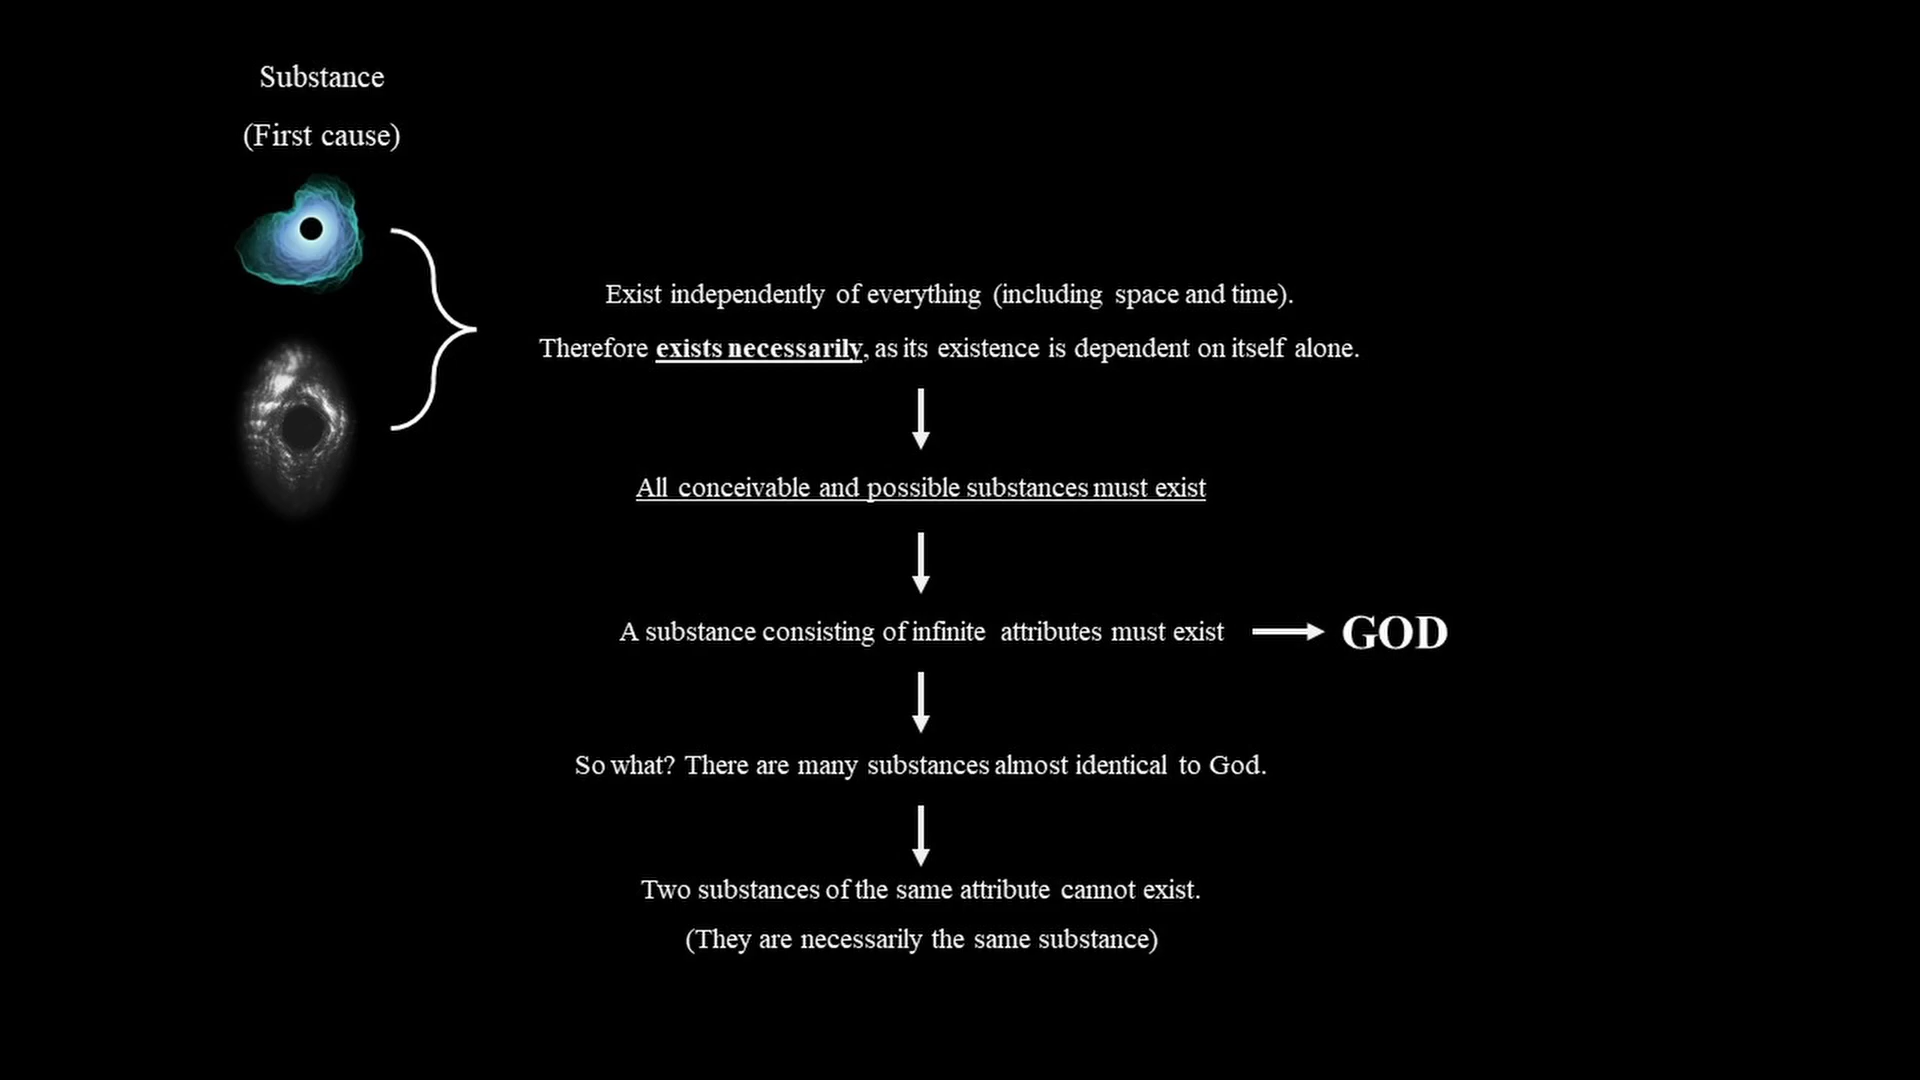 Substance
(First cause)
Exist independently of everything (including space and time).
Therefore exists necessarily, as its existence is dependent on itself alone.
All conceivable and possible substances must exist
A substance consisting of infinite attributes must exist
GOD
So what? There are many substances almost identical to God.
Two substances of the same attribute cannot exist.
(They are necessarily the same substance)